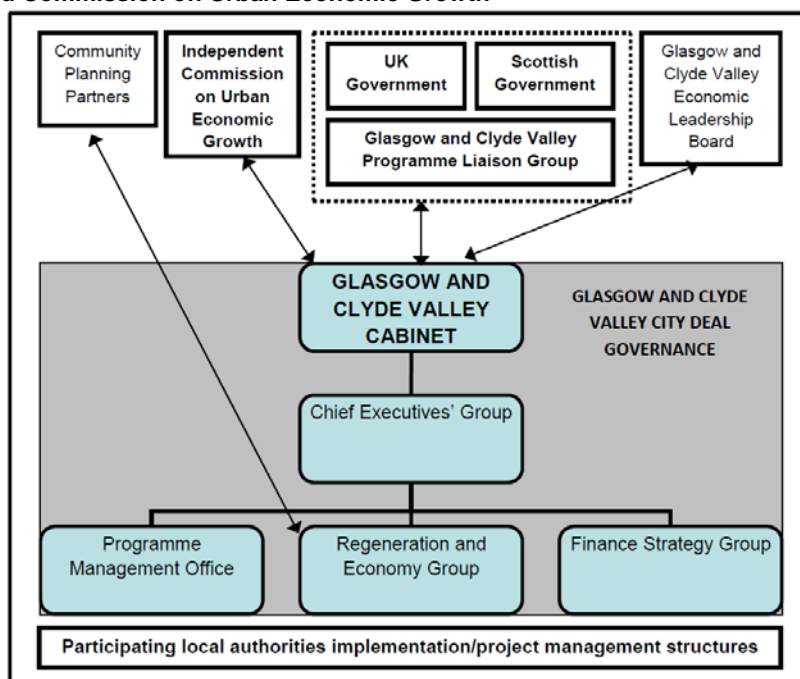 d Commission on Urban Economic Growth
Community
Planning
Partners
Independent
Commission
on Urban
Economic
Growth
UK
Government
Scottish
Government
Glasgow and Clyde Valley
Programme Liaison Group
Glasgow and
Clyde Valley
Economic
Leadership
Board
GLASGOW AND
CLYDE VALLEY
CABINET
GLASGOW AND CLYDE
VALLEY CITY DEAL
GOVERNANCE
Chief Executives' Group
Programme
Management Office
Regeneration and
Economy Group
Finance Strategy Group
Participating local authorities implementation/project management structures